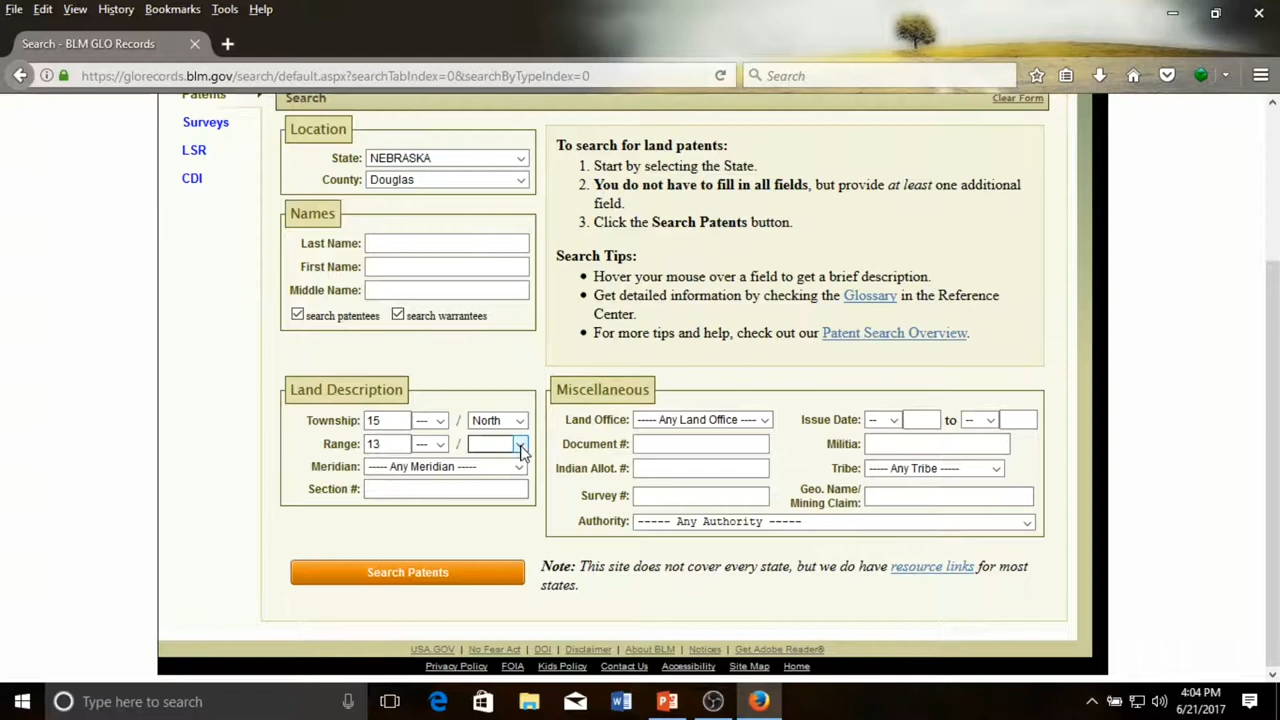 File Edit View History Bookmarks Tools Help
Search - BLM GLO Records
https://glorecords.blm.gov/search/default.aspx?searchTabIndex=0&searchByTypeIndex=0
Search
Patents
Search
Clear Form
Surveys
LSR
CDI
Location
State: NEBRASKA
County: Douglas
Names
Last Name:
First Name:
Middle Name:
search patentees search warrantees
To search for land patents:
1. Start by selecting the State.
2. You do not have to fill in all fields, but provide at least one additional
field.
3. Click the Search Patents button.
Search Tips:
• Hover your mouse over a field to get a brief description.
• Get detailed information by checking the Glossary in the Reference
Center.
• For more tips and help, check out our Patent Search Overview.
Land Description
Township: 15 --- / North
Range: 13 --- /
Meridian: ----- Any Meridian -----
Section #:
Miscellaneous
Land Office: ----- Any Land Office ----
Issue Date: -- to --
Document #:
Militia:
Indian Allot. #:
Tribe: ----- Any Tribe -----
Survey #:
Geo. Name/
Mining Claim:
Authority: ----- Any Authority -----
Search Patents
Note: This site does not cover every state, but we do have resource links for most
states.
USA.GOV | No Fear Act | DOI | Disclaimer | About BLM | Notices | Get Adobe Reader®
Privacy Policy | FOIA | Kids Policy | Contact Us | Accessibility | Site Map | Home
Type here to search
4:04 PM
6/21/2017